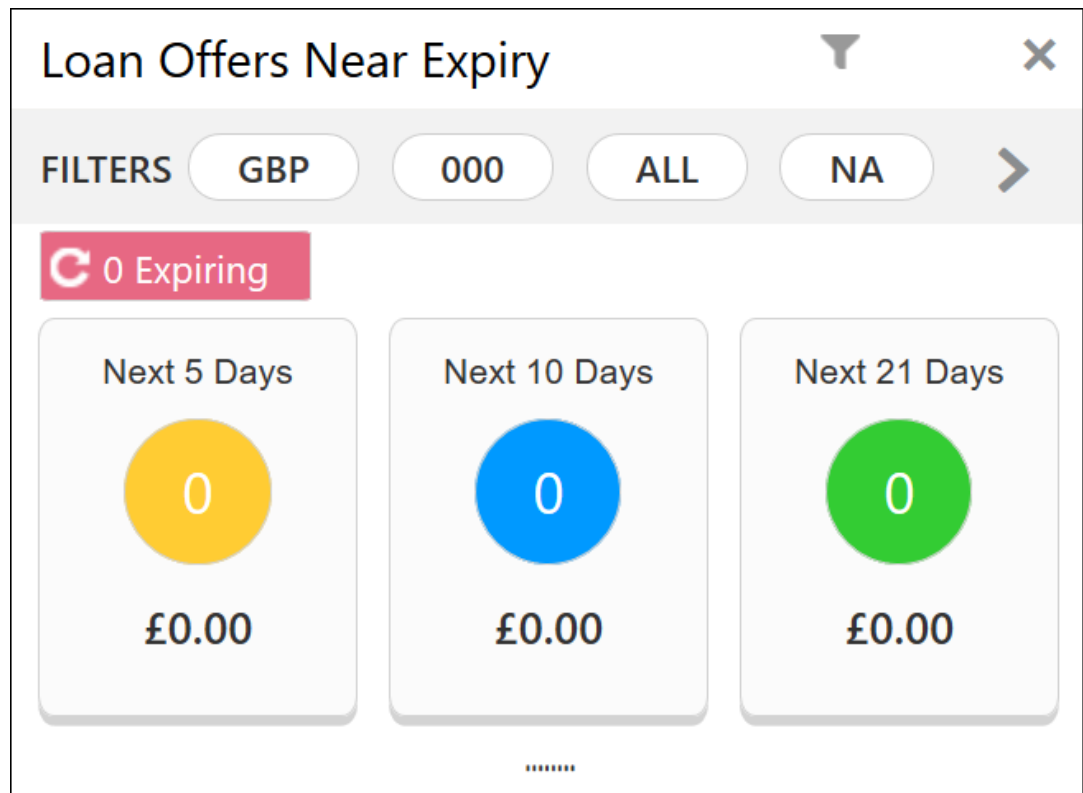 Loan Offers Near Expiry
FILTERS GBP 000 ALL NA
0 Expiring
Next 5 Days Next 10 Days Next 21 Days
0 0 0
£0.00 £0.00 £0.00